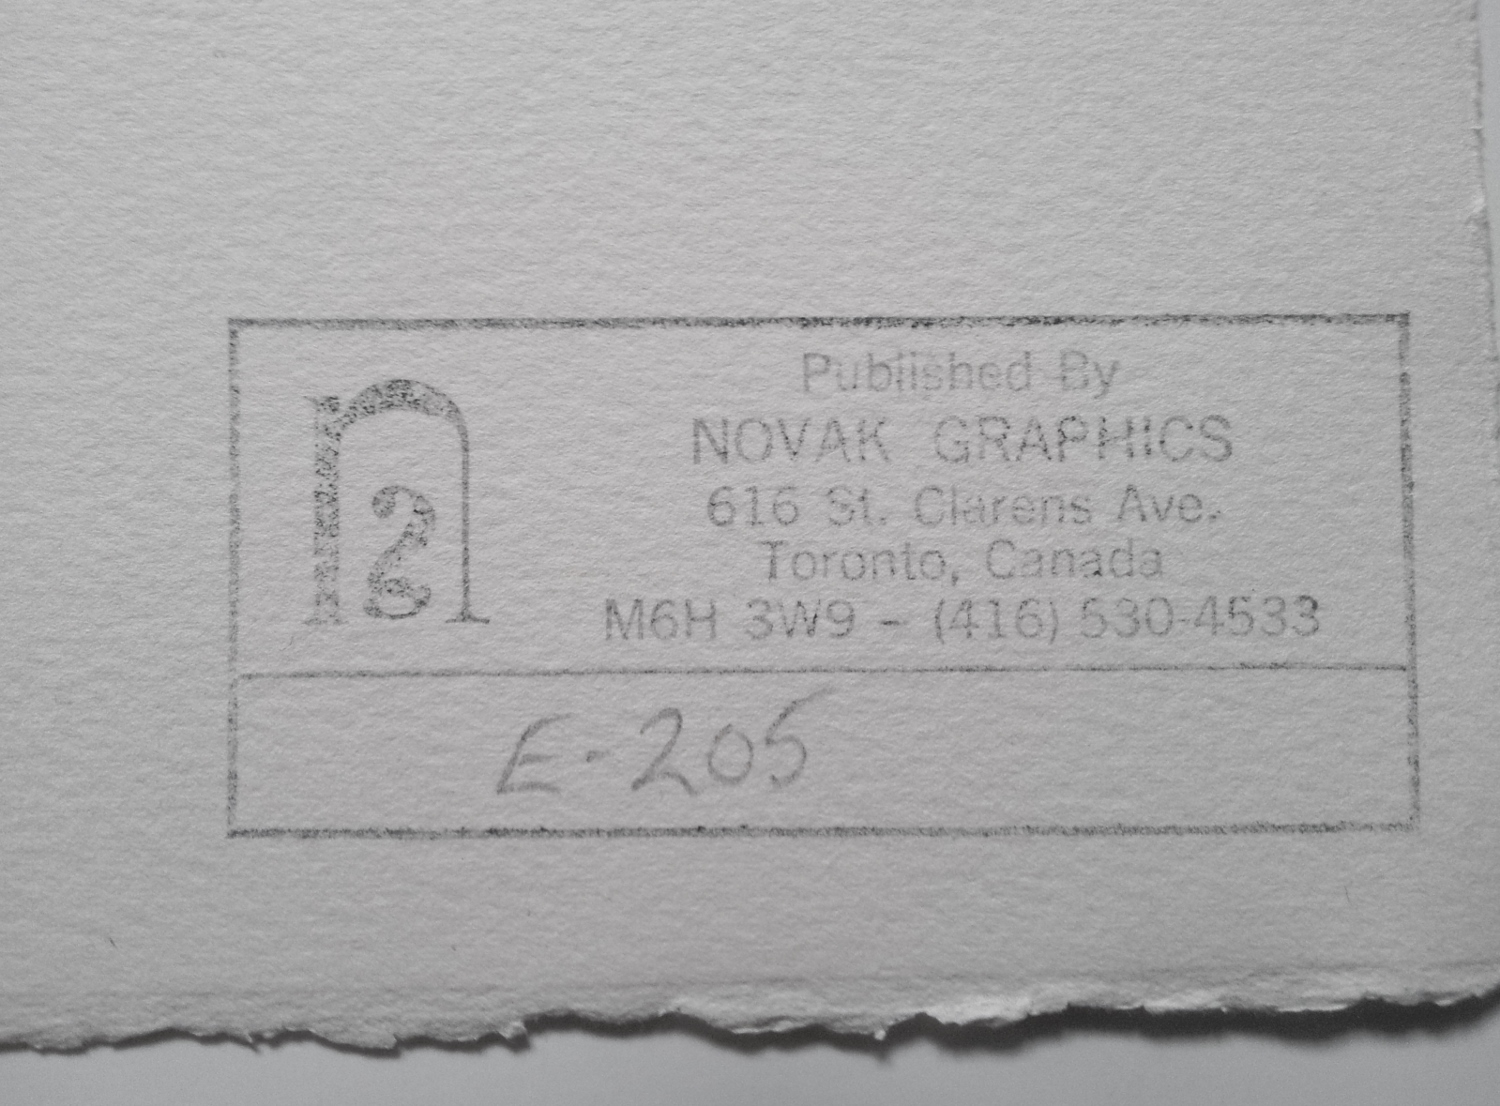 n
g
Published By
NOVAK GRAPHICS
616 St. Clarens Ave.
Toronto, Canada
M6H 3W9 - (416) 530-4533
E-205